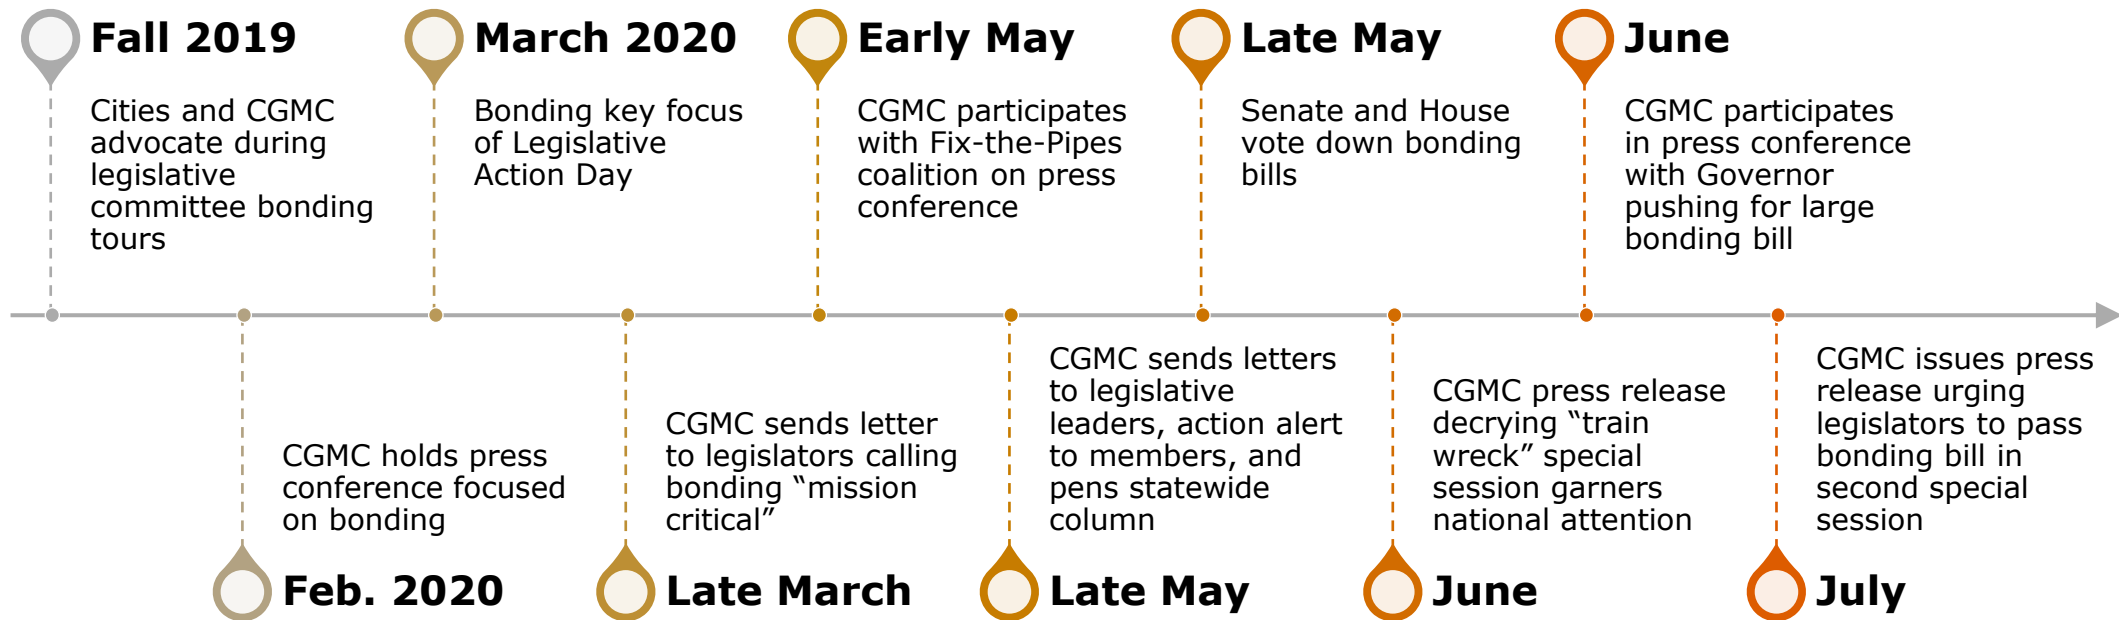 Fall 2019
Cities and CGMC
advocate during
legislative
committee bonding
tours
CGMC holds press
conference focused
on bonding
Feb. 2020
March 2020
Bonding key focus
of Legislative
Action Day
CGMC sends letter
to legislators calling
bonding “mission
critical”
Late March
Early May
CGMC participates
with Fix-the-Pipes
coalition on press
conference
CGMC sends letters
to legislative
leaders, action alert
to members, and
pens statewide
column
Late May
Late May
Senate and House
vote down bonding
bills
CGMC press release
decrying “train
wreck” special
session garners
national attention
June
June
CGMC participates
in press conference
with Governor
pushing for large
bonding bill
CGMC issues press
release urging
legislators to pass
bonding bill in
second special
session
July